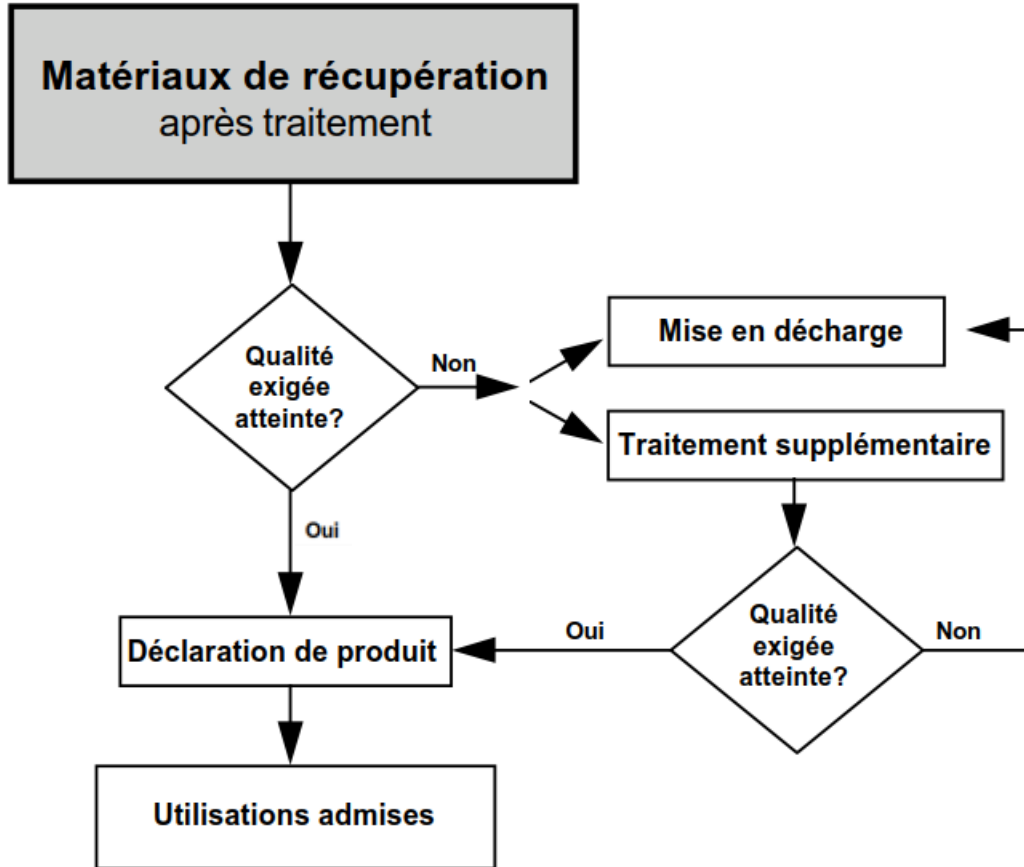 Matériaux de récupération
après traitement
Qualité
exigée
atteinte?
Non
Mise en décharge
Traitement supplémentaire
Oui
Déclaration de produit
Oui
Qualité
exigée
atteinte?
Non
Utilisations admises